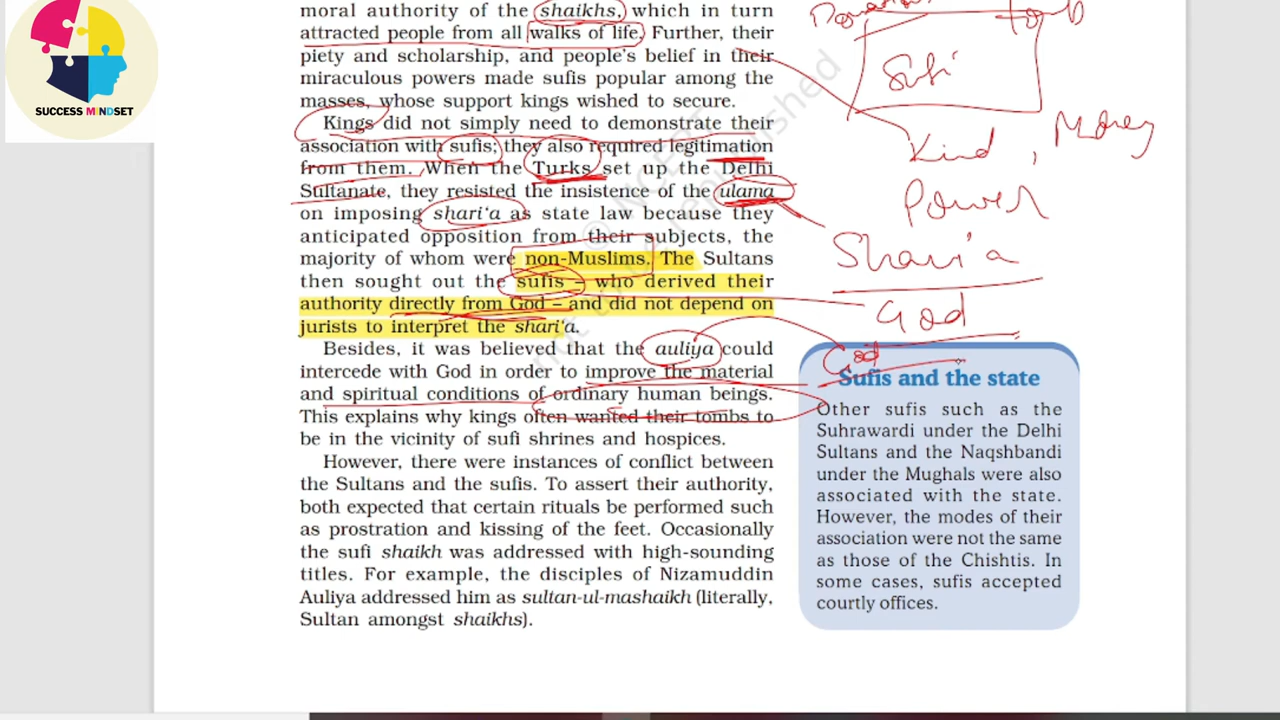 SUCCESS MINDSET
moral authority of the shaikhs, which in turn
attracted people from all walks of life. Further, their
piety and scholarship, and people's belief in their
miraculous powers made sufis popular among the
masses, whose support kings wished to secure.
Kings did not simply need to demonstrate their
association with sufis; they also required legitimation
from them. When the Turks set up the Delhi
Sultanate, they resisted the insistence of the ulama
on imposing shari‘a as state law because they
anticipated opposition from their subjects, the
majority of whom were non-Muslims. The Sultans
then sought out the sufis – who derived their
authority directly from God – and did not depend on
jurists to interpret the shari‘a.
Besides, it was believed that the auliya could
intercede with God in order to improve the material
and spiritual conditions of ordinary human beings.
This explains why kings often wanted their tombs to
be in the vicinity of sufi shrines and hospices.
However, there were instances of conflict between
the Sultans and the sufis. To assert their authority,
both expected that certain rituals be performed such
as prostration and kissing of the feet. Occasionally
the sufi shaikh was addressed with high-sounding
titles. For example, the disciples of Nizamuddin
Auliya addressed him as sultan-ul-mashaikh (literally,
Sultan amongst shaikhs).
tomb
Sufi
Kind, Money
Power
Shari'a
God
God
Sufis and the state
Other sufis such as the
Suhrawardi under the Delhi
Sultans and the Naqshbandi
under the Mughals were also
associated with the state.
However, the modes of their
association were not the same
as those of the Chishtis. In
some cases, sufis accepted
courtly offices.